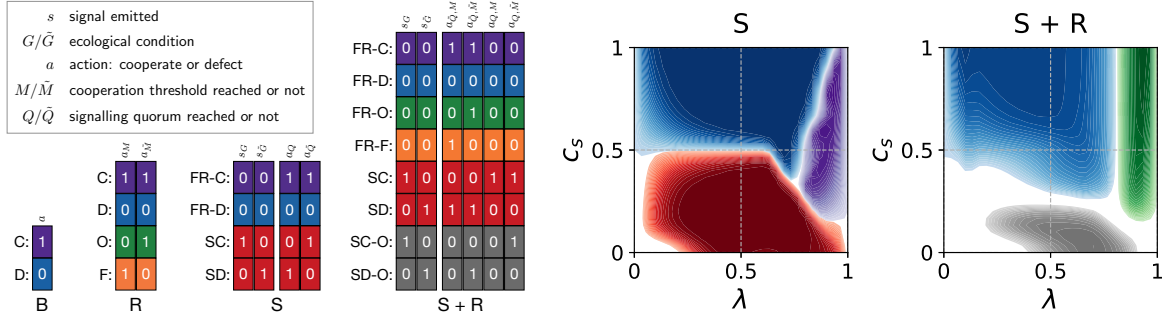 s signal emitted
G/G̃ ecological condition
a action: cooperate or defect
M/M̃ cooperation threshold reached or not
Q/Q̃ signalling quorum reached or not
a
C: 1
D: 0
B
a_M a_M̃
C: 1 1
D: 0 0
O: 0 1
F: 1 0
R
s_G s_G̃ a_Q a_Q̃
FR-C: 0 0 1 1
FR-D: 0 0 0 0
SC: 1 0 0 1
SD: 0 1 1 0
S
s_G s_G̃ a_Q̃,M a_Q̃,M̃ a_Q,M a_Q,M̃
FR-C: 0 0 1 1 0 0
FR-D: 0 0 0 0 0 0
FR-O: 0 0 0 1 0 0
FR-F: 0 0 1 0 0 0
SC: 1 0 0 0 1 1
SD: 0 1 1 1 0 0
SC-O: 1 0 0 0 0 1
SD-O: 0 1 0 1 0 0
S + R
S
1
0.5
0
c_S
0 0.5 1
λ
S + R
1
0.5
0
c_S
0 0.5 1
λ